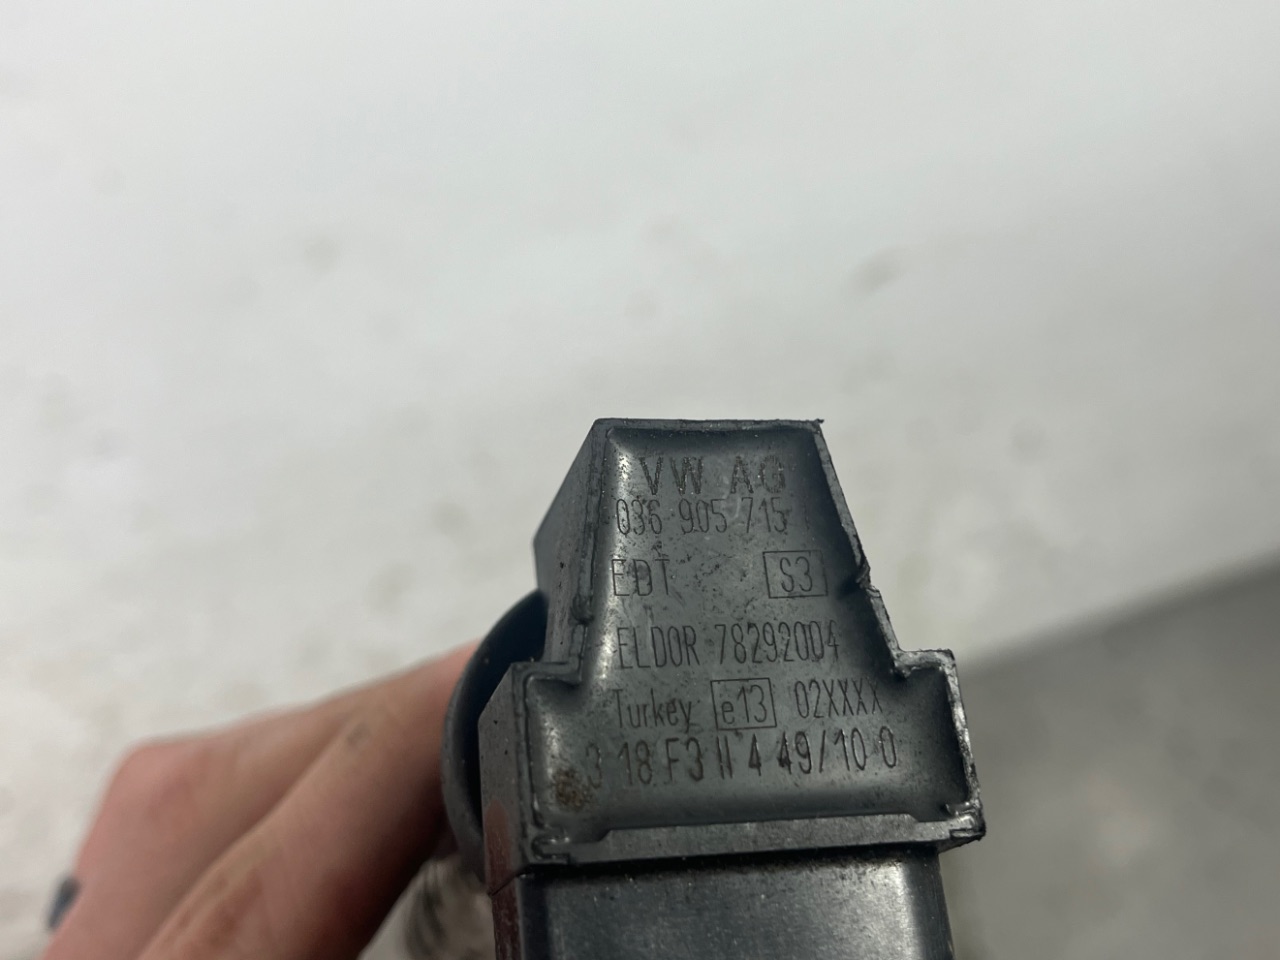 VW AG
036 905 715
EDT S3
ELDOR 78292004
Turkey e13 02XXXX
3 18 F3 II 4 49/10 0